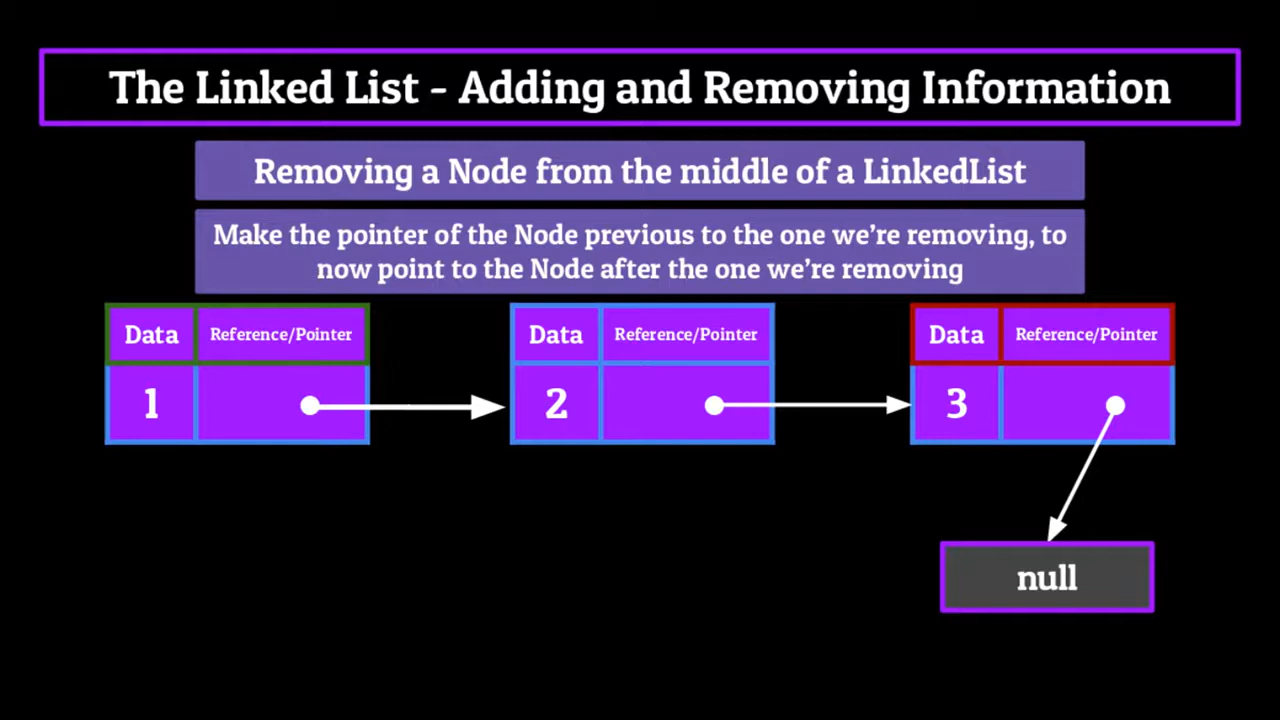 The Linked List - Adding and Removing Information
Removing a Node from the middle of a LinkedList
Make the pointer of the Node previous to the one we’re removing, to
now point to the Node after the one we’re removing
Data Reference/Pointer Data Reference/Pointer Data Reference/Pointer
1 2 3
null